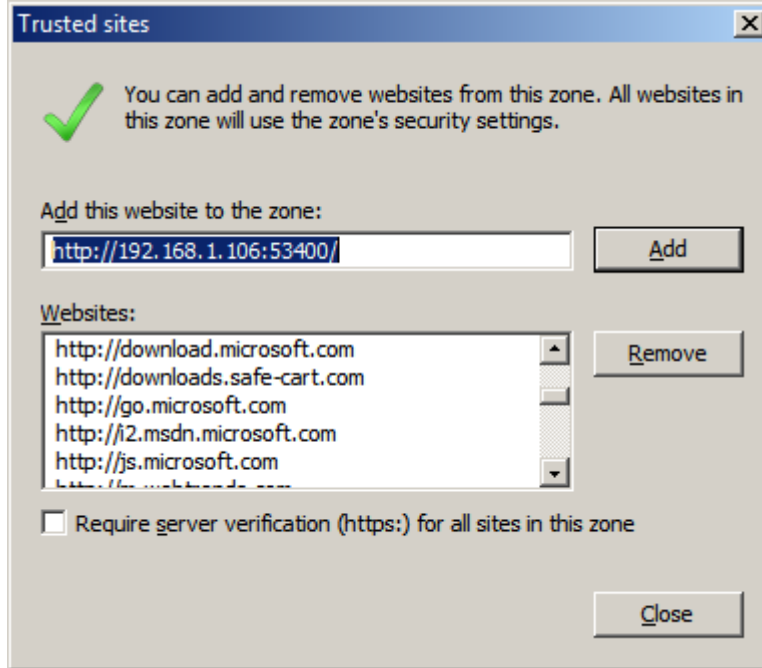 Trusted sites
You can add and remove websites from this zone. All websites in
this zone will use the zone's security settings.
Add this website to the zone:
http://192.168.1.106:53400/
Add
Websites:
http://download.microsoft.com
http://downloads.safe-cart.com
http://go.microsoft.com
http://i2.msdn.microsoft.com
http://js.microsoft.com
Remove
Require server verification (https:) for all sites in this zone
Close